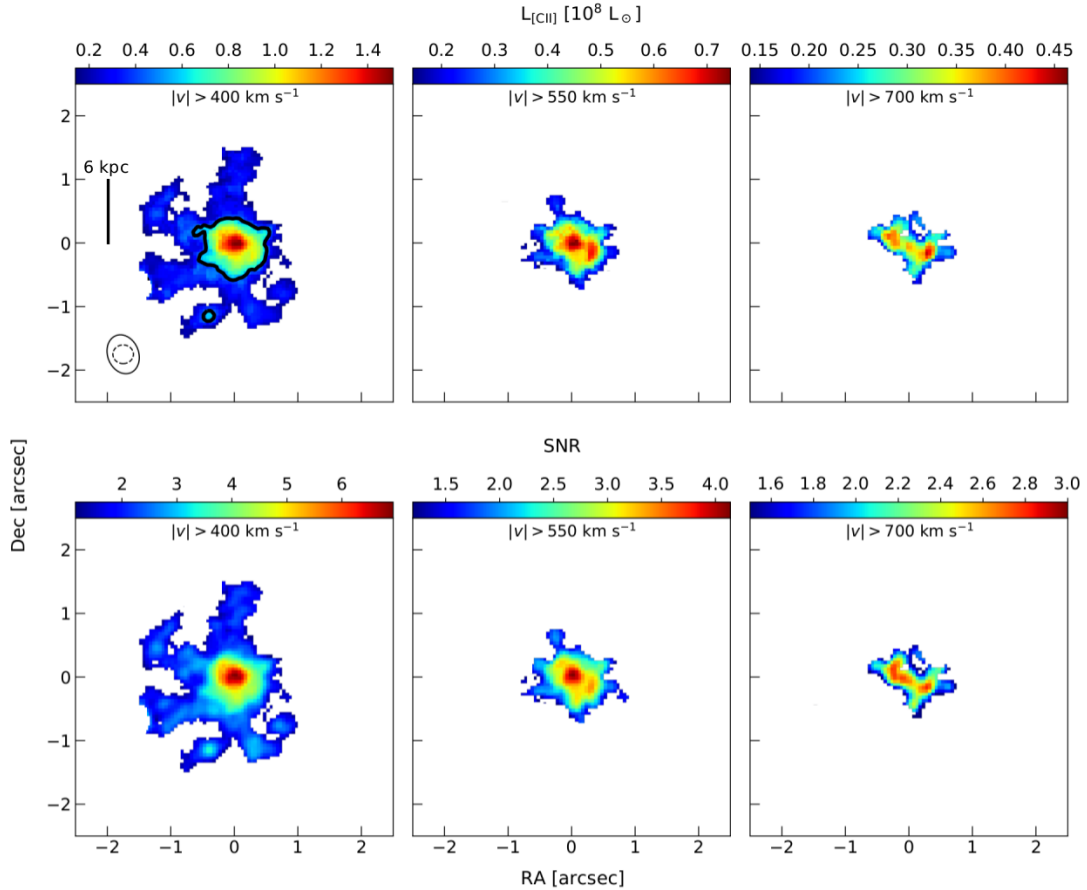 L[CII] [10⁸ L⊙]
0.2 0.4 0.6 0.8 1.0 1.2 1.4
0.2 0.3 0.4 0.5 0.6 0.7
0.15 0.20 0.25 0.30 0.35 0.40 0.45
|v| > 400 km s⁻¹
|v| > 550 km s⁻¹
|v| > 700 km s⁻¹
2
6 kpc
1
0
−1
−2
SNR
2 3 4 5 6
1.5 2.0 2.5 3.0 3.5 4.0
1.6 1.8 2.0 2.2 2.4 2.6 2.8 3.0
|v| > 400 km s⁻¹
|v| > 550 km s⁻¹
|v| > 700 km s⁻¹
Dec [arcsec]
2
1
0
−1
−2
−2 −1 0 1 2
−2 −1 0 1 2
−2 −1 0 1 2
RA [arcsec]